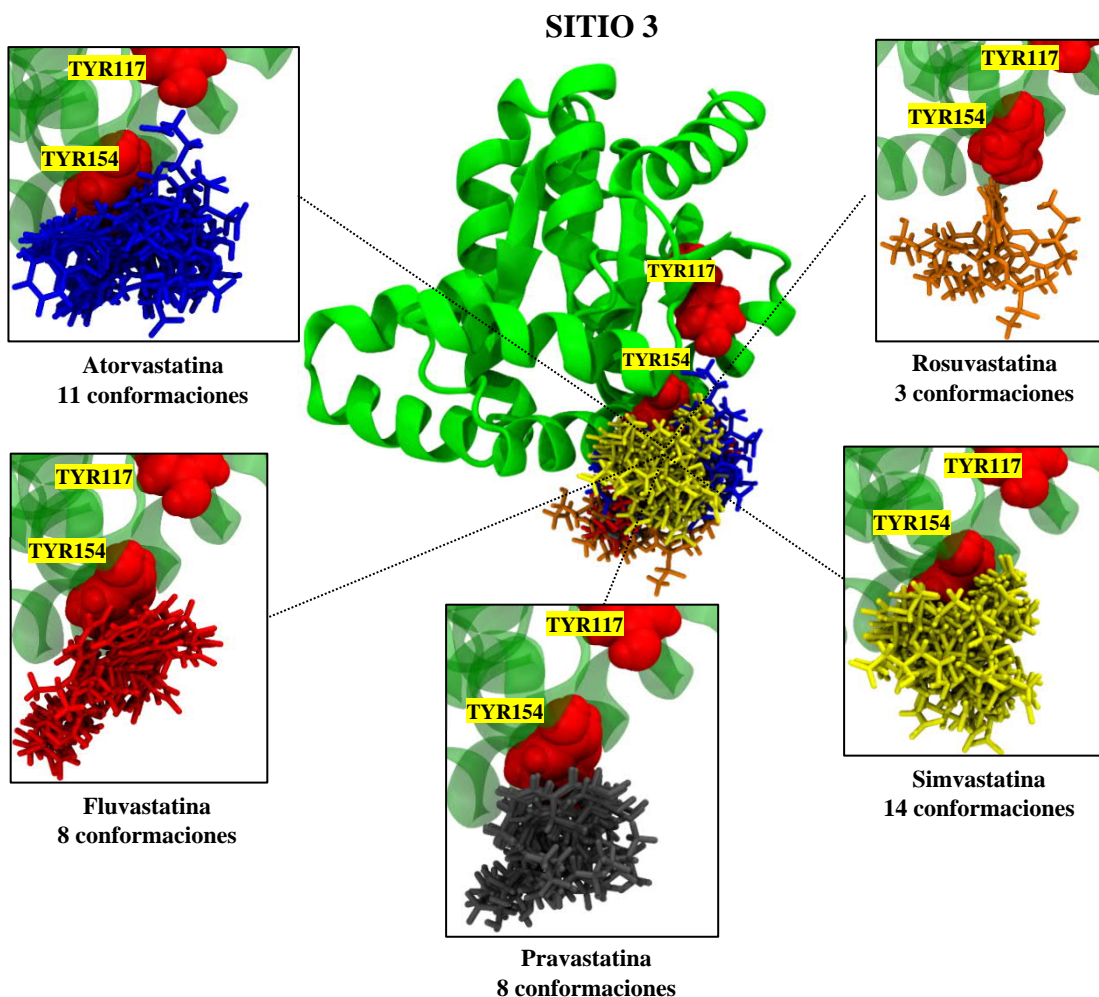 SITIO 3
TYR117
TYR154
Atorvastatina
11 conformaciones
TYR117
TYR154
TYR117
TYR154
Rosuvastatina
3 conformaciones
TYR117
TYR154
Fluvastatina
8 conformaciones
TYR117
TYR154
Pravastatina
8 conformaciones
TYR117
TYR154
Simvastatina
14 conformaciones